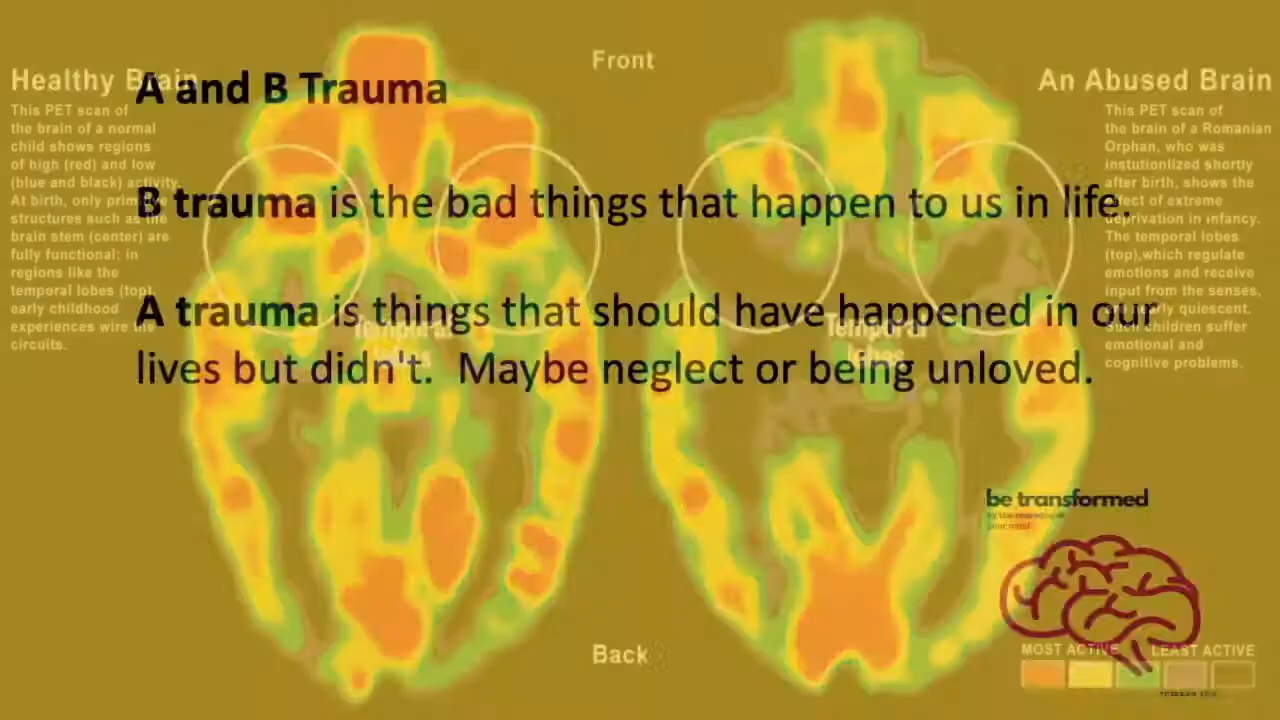 Front
Healthy Brain
This PET scan of
the brain of a normal
child shows regions
of high (red) and low
(blue and black) activity.
At birth, only primitive
structures such as the
brain stem (center) are
fully functional; in
regions like the
temporal lobes (top),
early childhood
experiences wire the
circuits.
A and B Trauma
B trauma is the bad things that happen to us in life.
A trauma is things that should have happened in our
lives but didn't. Maybe neglect or being unloved.
Temporal
lobes
Temporal
lobes
An Abused Brain
This PET scan of
the brain of a Romanian
Orphan, who was
instutionlized shortly
after birth, shows the
effect of extreme
deprivation in infancy.
The temporal lobes
(top),which regulate
emotions and receive
input from the senses,
are nearly quiescent.
Such children suffer
emotional and
cognitive problems.
be transformed
Back
MOST ACTIVE
LEAST ACTIVE